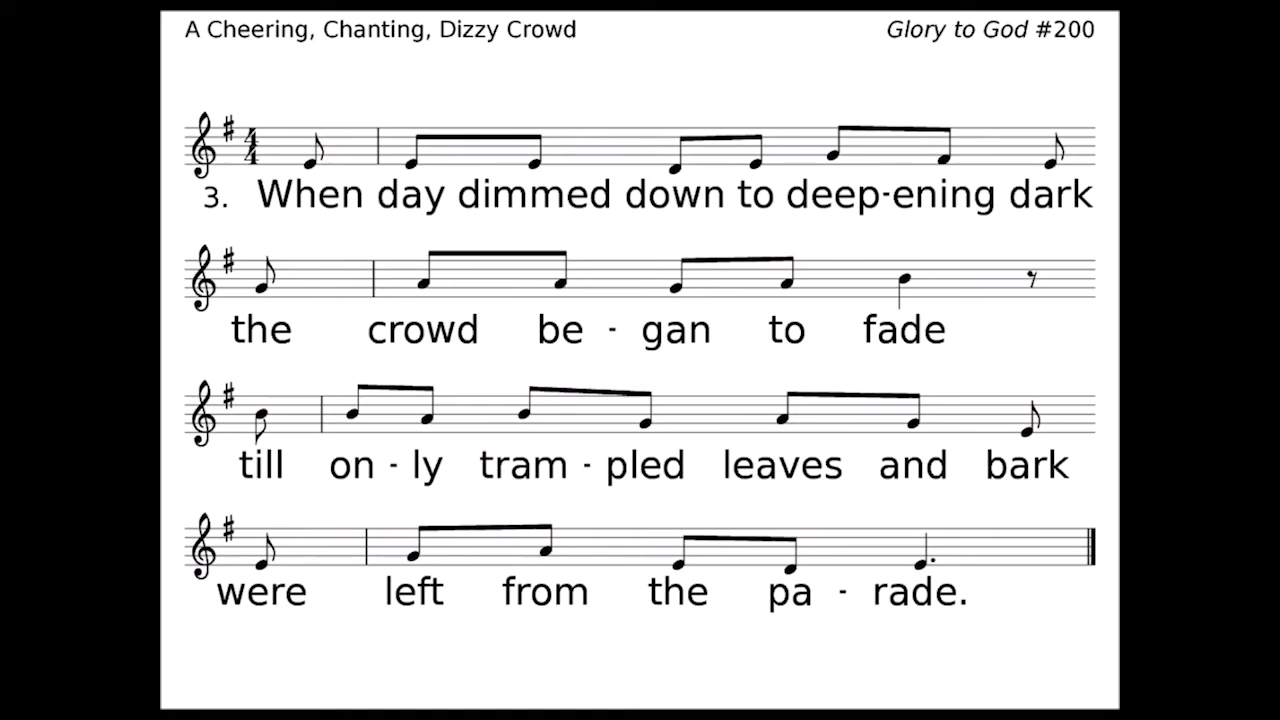 A Cheering, Chanting, Dizzy Crowd
Glory to God #200
3. When day dimmed down to deep-ening dark
the crowd be - gan to fade
till on - ly tram - pled leaves and bark
were left from the pa - rade.